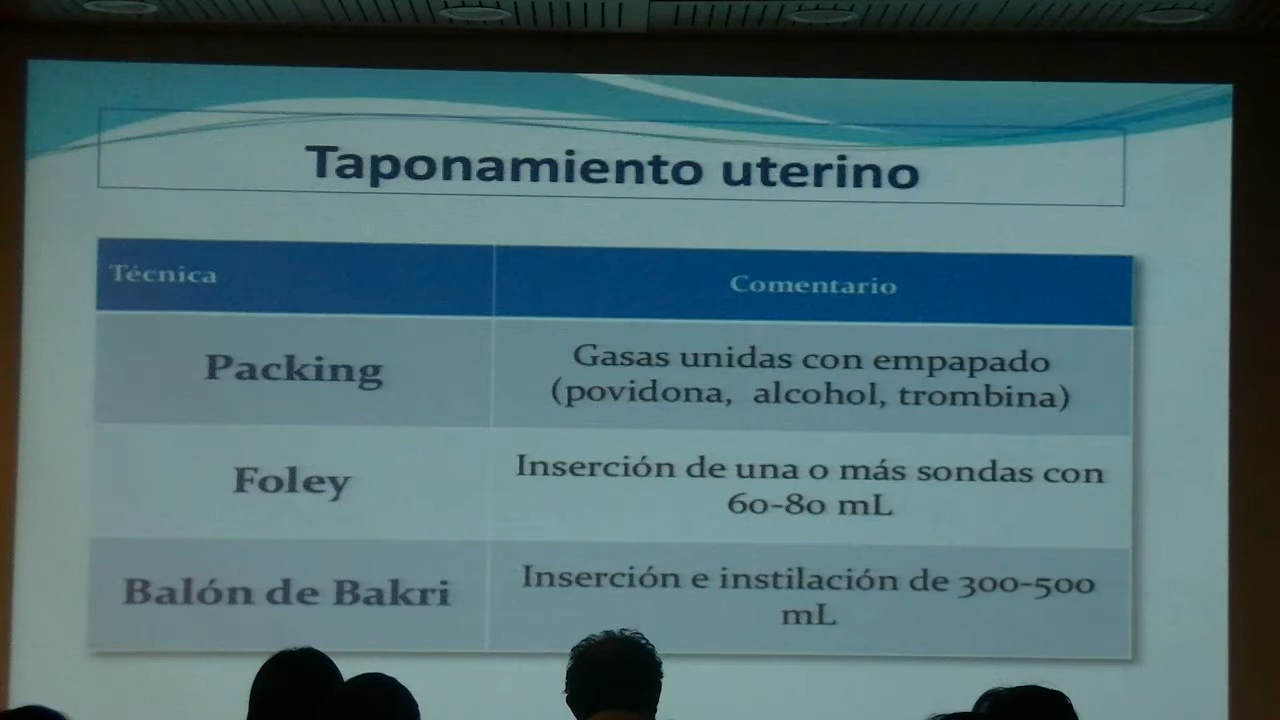 Taponamiento uterino
Técnica
Comentario
Packing
Gasas unidas con empapado
(povidona, alcohol, trombina)
Foley
Inserción de una o más sondas con
60-80 mL
Balón de Bakri
Inserción e instilación de 300-500
mL